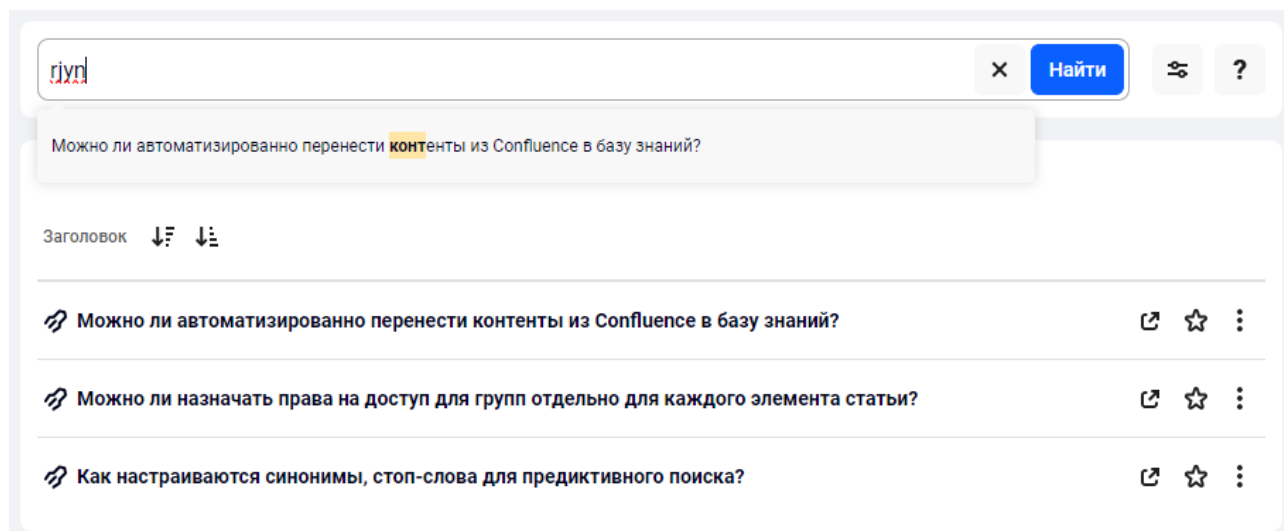 rjyn
Найти
?
Можно ли автоматизированно перенести контенты из Confluence в базу знаний?
Заголовок
Можно ли автоматизированно перенести контенты из Confluence в базу знаний?
Можно ли назначать права на доступ для групп отдельно для каждого элемента статьи?
Как настраиваются синонимы, стоп-слова для предиктивного поиска?